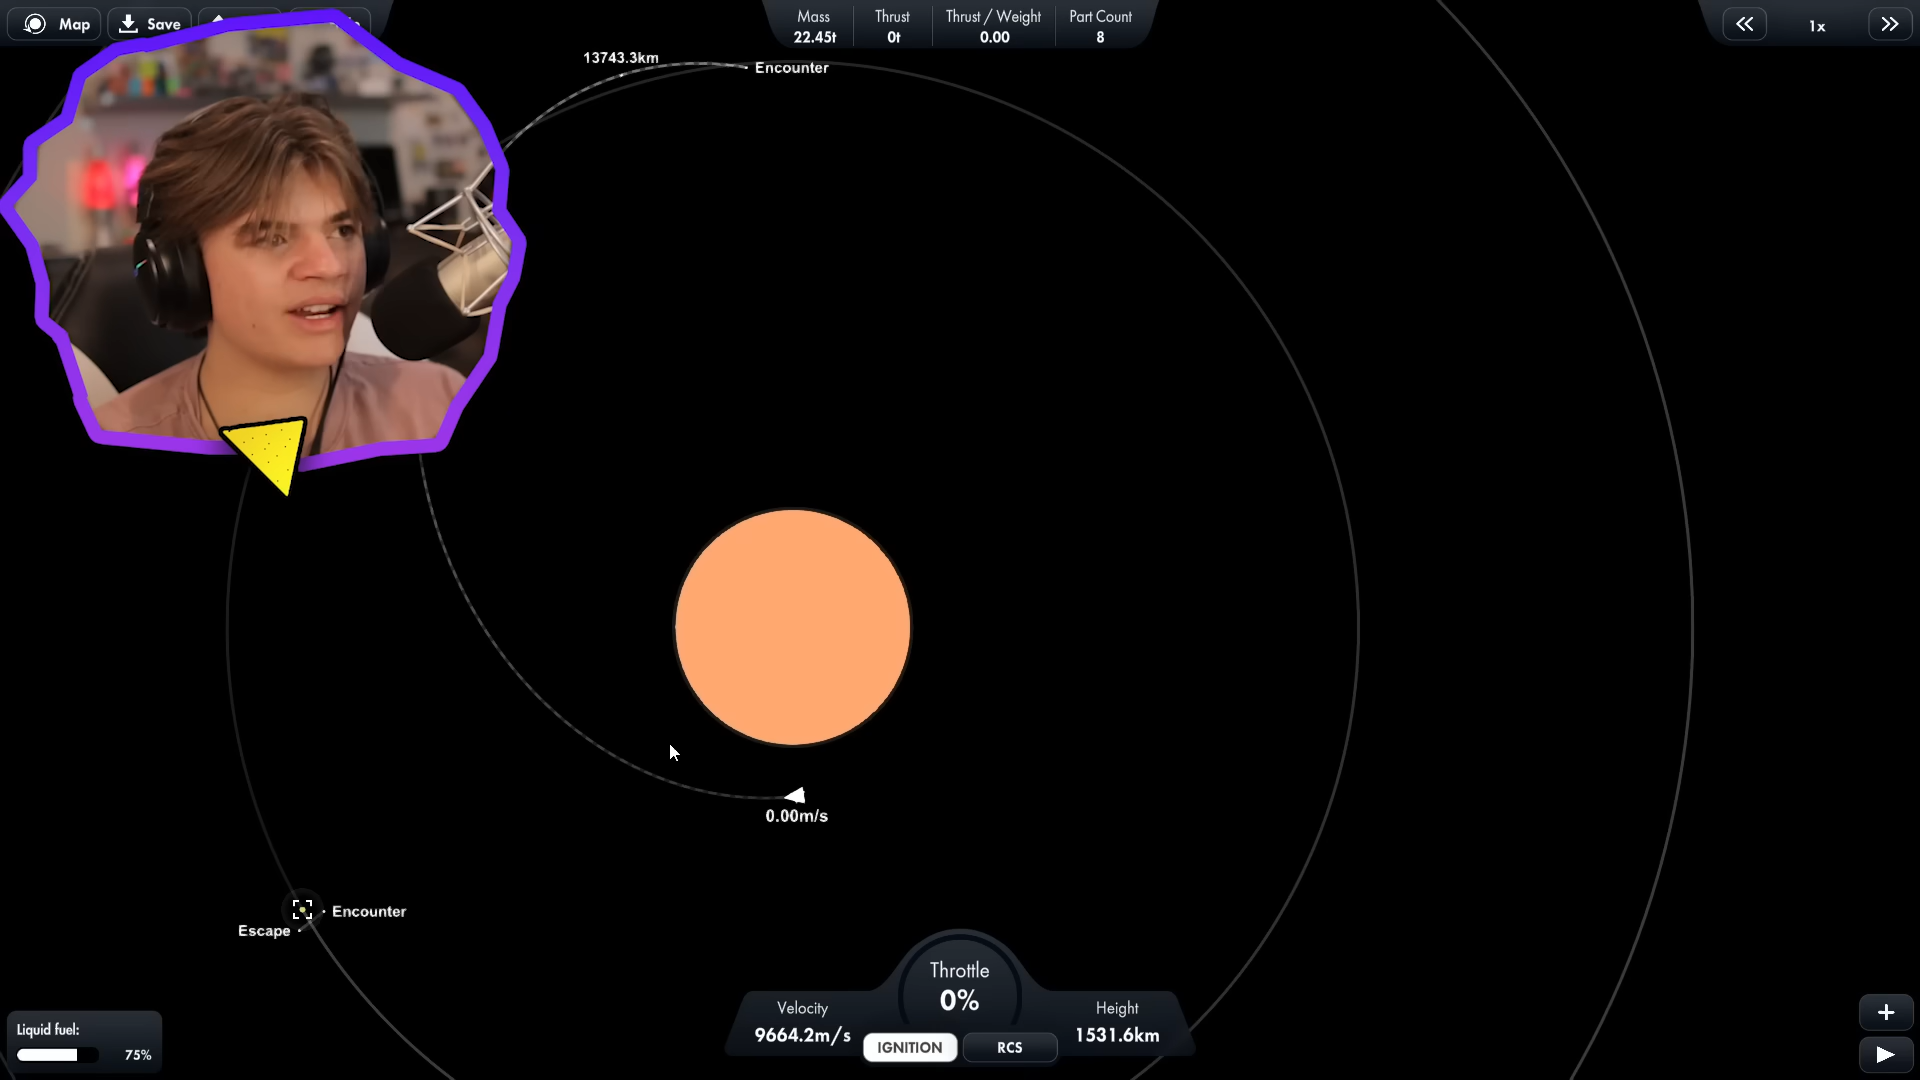 Map
Save
Mass
22.45t
Thrust
0t
Thrust / Weight
0.00
Part Count
8
1x
13743.3km
Encounter
0.00m/s
Encounter
Escape
Throttle
0%
Velocity
9664.2m/s
Height
1531.6km
IGNITION
RCS
Liquid fuel:
75%